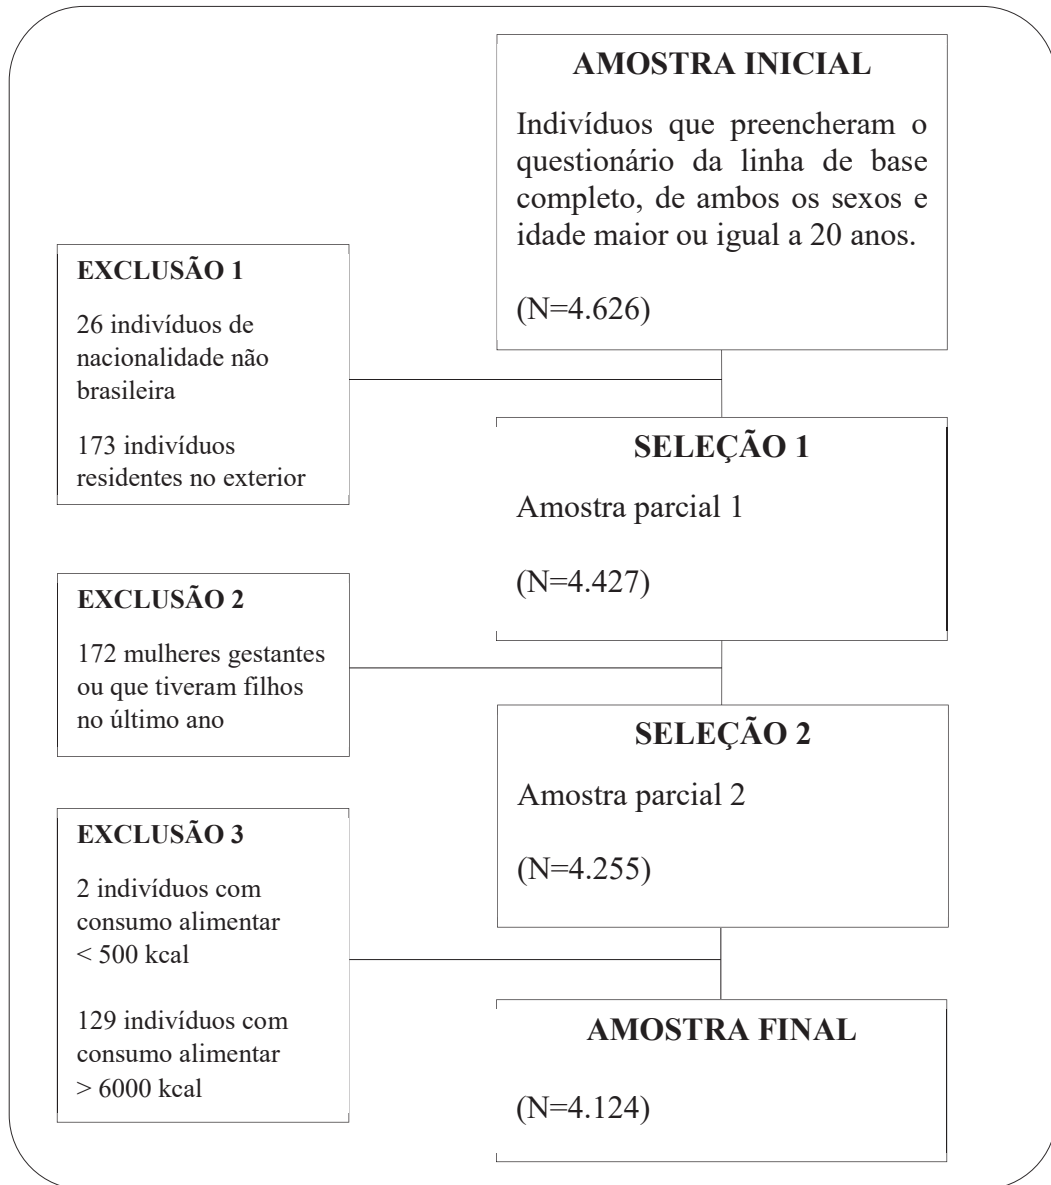 AMOSTRA INICIAL
Indivíduos que preencheram o
questionário da linha de base
completo, de ambos os sexos e
idade maior ou igual a 20 anos.
(N=4.626)
EXCLUSÃO 1
26 indivíduos de
nacionalidade não
brasileira
173 indivíduos
residentes no exterior
SELEÇÃO 1
Amostra parcial 1
(N=4.427)
EXCLUSÃO 2
172 mulheres gestantes
ou que tiveram filhos
no último ano
SELEÇÃO 2
Amostra parcial 2
(N=4.255)
EXCLUSÃO 3
2 indivíduos com
consumo alimentar
< 500 kcal
129 indivíduos com
consumo alimentar
> 6000 kcal
AMOSTRA FINAL
(N=4.124)